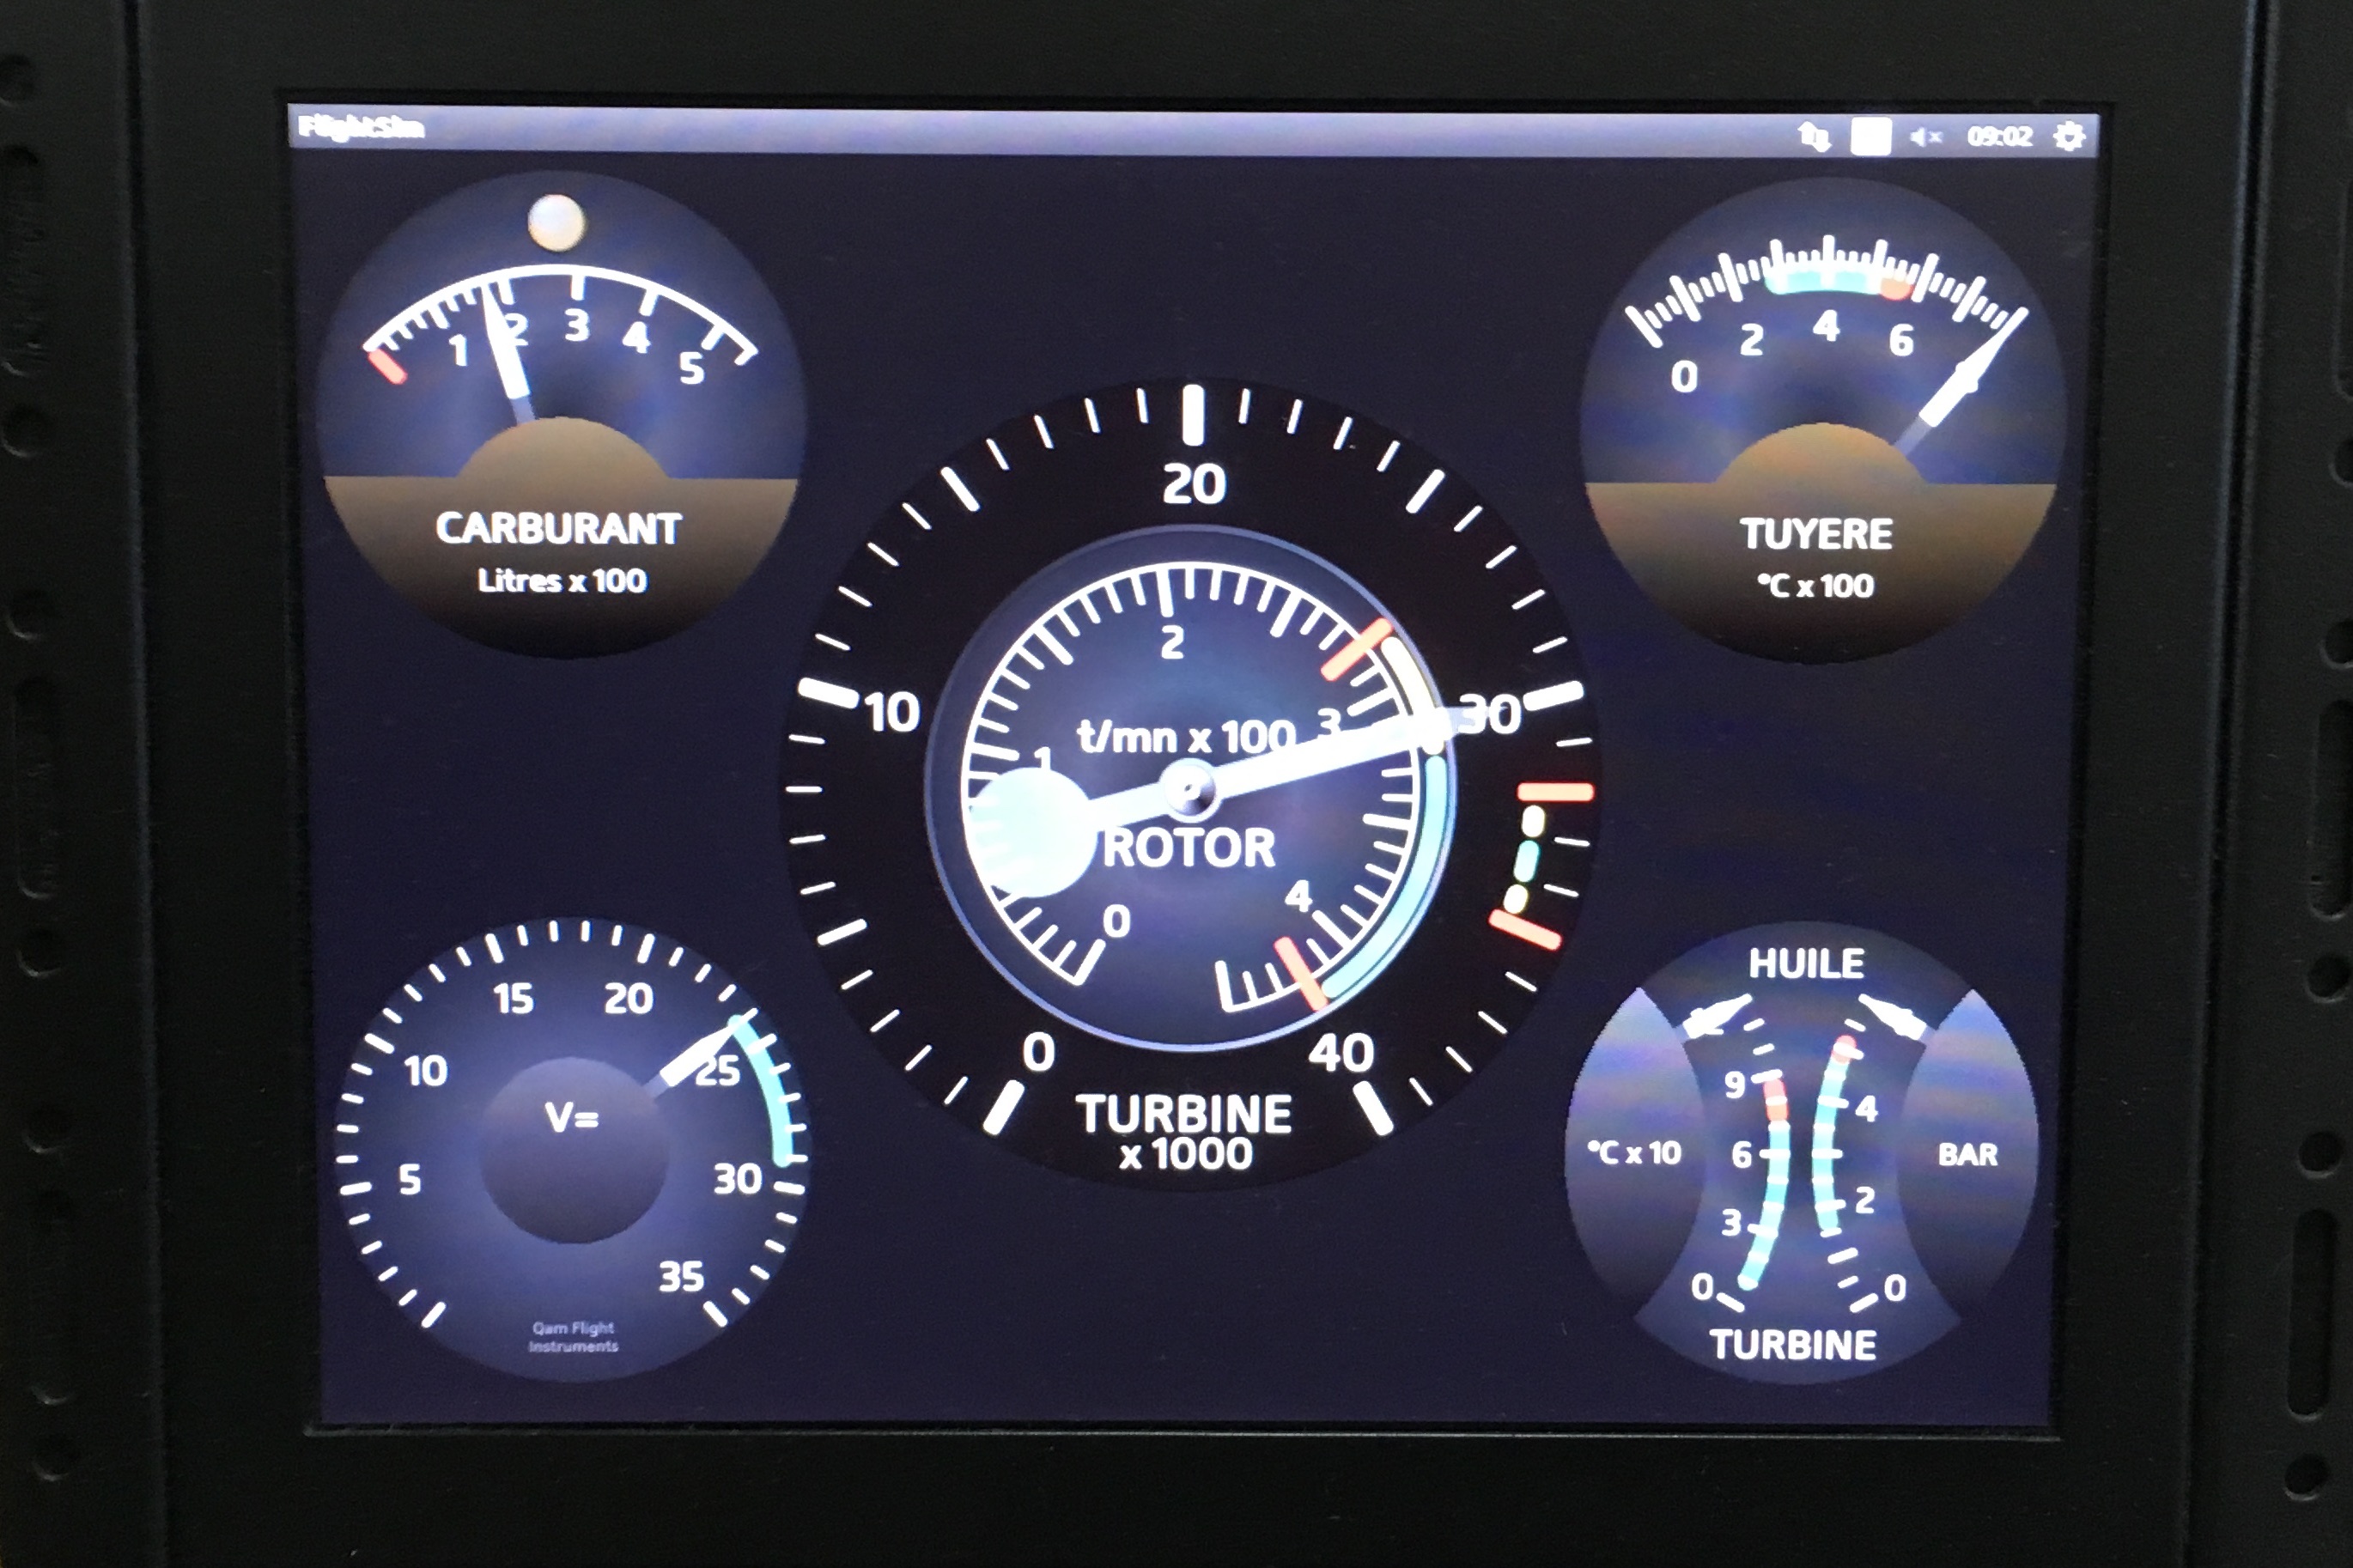 FlightSim 09:02
1 2 3 4 5
CARBURANT
Litres x 100
0 2 4 6
TUYERE
°C x 100
0 10 20 30 40
TURBINE
x 1000
0 1 2 3 4
t/mn x 100
ROTOR
5 10 15 20 25 30 35
V=
Qam Flight
Instruments
HUILE
9 6 3 0
°C x 10
4 2 0
BAR
TURBINE